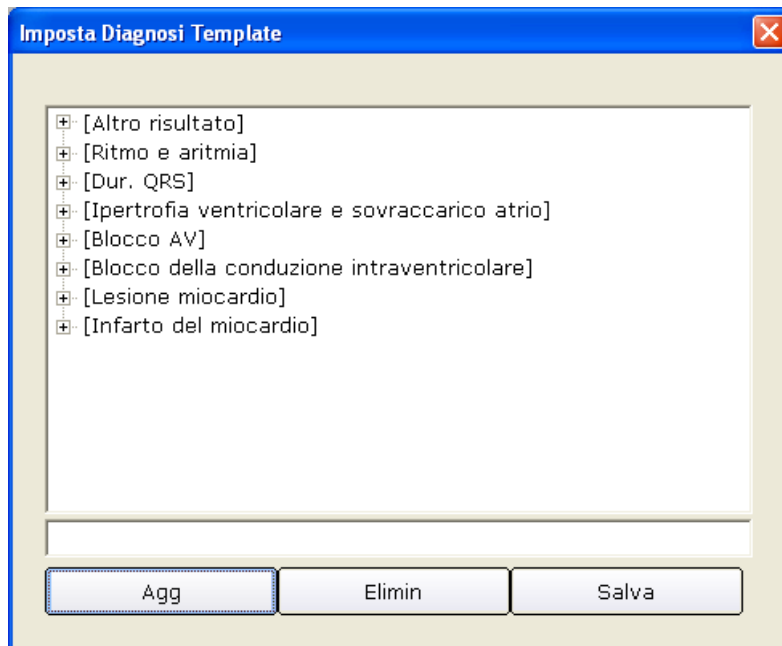 Imposta Diagnosi Template
[Altro risultato]
[Ritmo e aritmia]
[Dur. QRS]
[Ipertrofia ventricolare e sovraccarico atrio]
[Blocco AV]
[Blocco della conduzione intraventricolare]
[Lesione miocardio]
[Infarto del miocardio]
Agg Elimin Salva